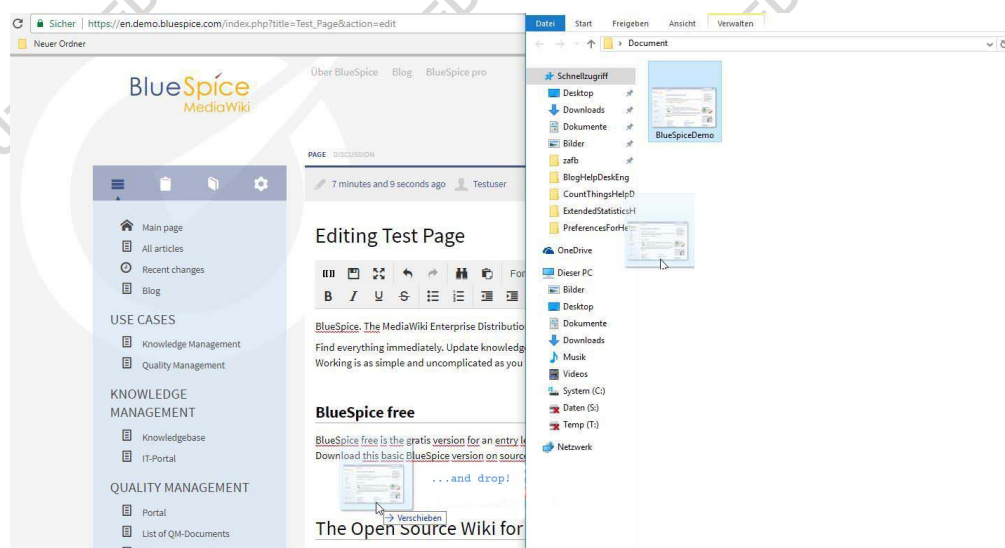 Sicher | https://en.demo.bluespice.com/index.php?title=Test_Page&action=edit
Neuer Ordner
BlueSpice
MediaWiki
Über BlueSpice Blog BlueSpice pro
PAGE DISCUSSION
7 minutes and 9 seconds ago Testuser
Main page
All articles
Recent changes
Blog
USE CASES
Knowledge Management
Quality Management
KNOWLEDGE
MANAGEMENT
Knowledgebase
IT-Portal
QUALITY MANAGEMENT
Portal
List of QM-Documents
Editing Test Page
For
B I U S
BlueSpice. The MediaWiki Enterprise Distributio
Find everything immediately. Update knowledg
Working is as simple and uncomplicated as you
BlueSpice free
BlueSpice free is the gratis version for an entry le
Download this basic BlueSpice version on source
...and drop!
Verschieben
The Open Source Wiki for
Datei Start Freigeben Ansicht Verwalten
Document
Schnellzugriff
Desktop
Downloads
Dokumente
Bilder
zafb
BlogHelpDeskEng
CountThingsHelpD
ExtendedStatisticsH
PreferencesForHe
OneDrive
Dieser PC
Bilder
Desktop
Dokumente
Downloads
Musik
Videos
System (C:)
Daten (S:)
Temp (T:)
Netzwerk
BlueSpiceDemo